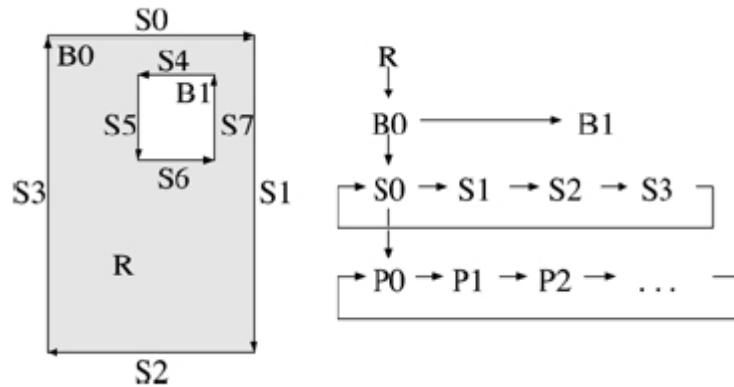 S0
B0
S4
B1
S5
S7
S6
S3
S1
R
S2
R
B0 B1
S0 S1 S2 S3
P0 P1 P2 ...